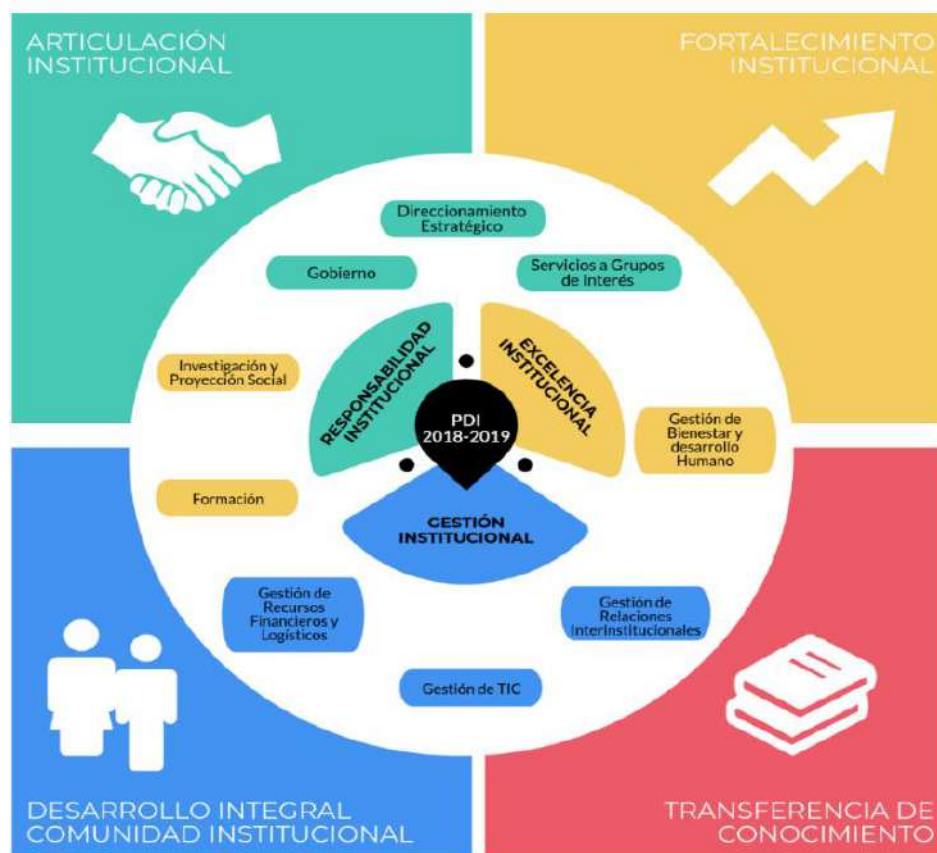 ARTICULACIÓN
INSTITUCIONAL
FORTALECIMIENTO
INSTITUCIONAL
Direccionamiento
Estratégico
Gobierno
Servicios a Grupos
de Interés
Investigación y
Proyección Social
RESPONSABILIDAD
INSTITUCIONAL
EXCELENCIA
INSTITUCIONAL
PDI
2018-2019
Gestión de
Bienestar y
desarrollo
Humano
Formación
GESTIÓN
INSTITUCIONAL
Gestión de
Recursos
Financieros y
Logísticos
Gestión de
Relaciones
Interinstitucionales
Gestión de TIC
DESARROLLO INTEGRAL
COMUNIDAD INSTITUCIONAL
TRANSFERENCIA DE
CONOCIMIENTO